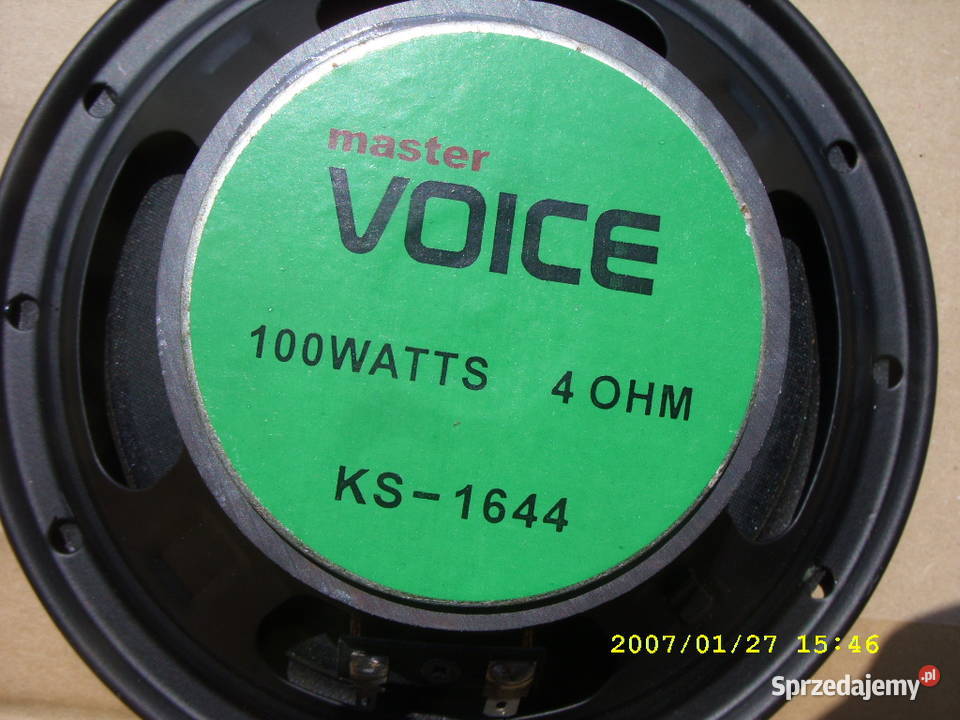 master
VOICE
100WATTS 4 OHM
KS-1644
2007/01/27 15:46
Sprzedajemy.pl